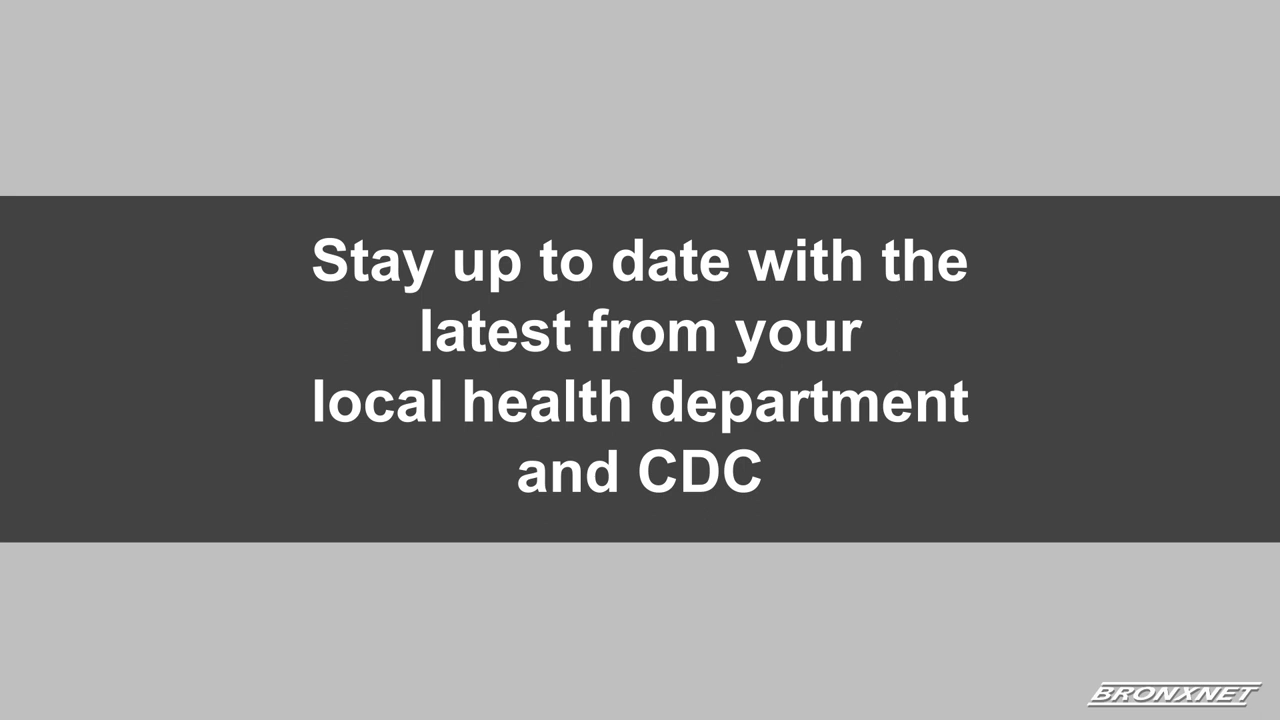 Stay up to date with the
latest from your
local health department
and CDC
BRONXNET